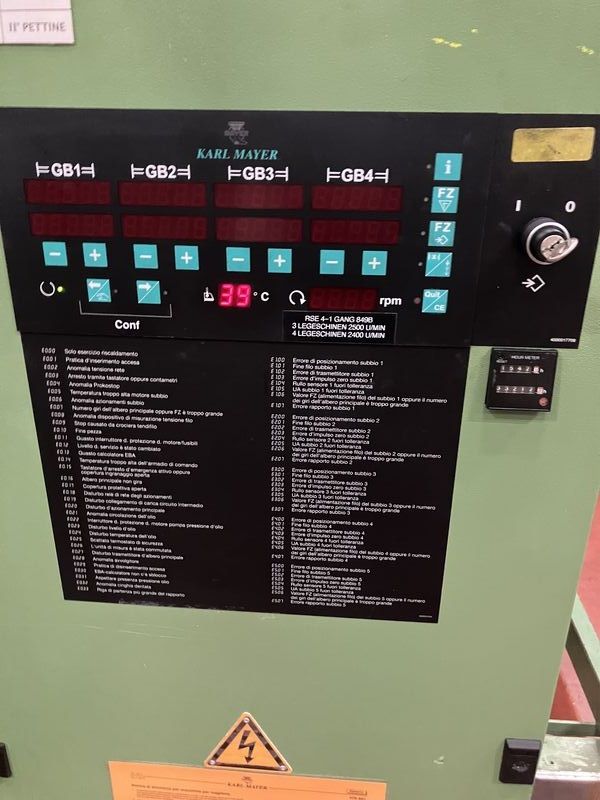 II° PETTINE
MAYER
KARL MAYER
GB1 GB2 GB3 GB4
i
FZ
FZ
- + - + - + - +
Quit/CE
39 °C
rpm
Conf
RSE 4-1 GANG 849B
3 LEGESCHINEN 2500 U/MIN
4 LEGESCHINEN 2400 U/MIN
I 0
HOUR METER
E000 Solo esercizio riscaldamento
E001 Pratica d'inserimento accesa
E002 Anomalia tensione rete
E003 Arresto tramite tastatore oppure contametri
E004 Anomalia Prokostico
E005 Temperatura troppo alta motore subbio
E006 Anomalia azionamento subbio
E007 Numero giri dell'albero principale oppure FZ è troppo grande
E008 Anomalia dispositivo di misurazione tensione filo
E009 Stop causato da crociera tendifilo
E010 Fine pezza
E011 Guasto interruttore d. protezione d. motore/fusibili
E012 Livello d. servizio è stato cambiato
E013 Guasto calcolatore EBA
E014 Temperatura troppo alta dell'armadio di comando
E015 Tastatore d'arresto d'emergenza attivo oppure
copertura ingranaggio aperta
E016 Albero principale non gira
E017 Copertura protettiva aperta
E018 Disturbo relè di rete degli azionamenti
E019 Disturbo collegamento di carica circuito intermedio
E020 Disturbo d'azionamento principale
E021 Anomalia circolazione dell'olio
E022 Interruttore d. protezione d. motore pompa pressione d'olio
E023 Disturbo livello d'olio
E024 Disturbo temperatura dell'olio
E025 Scattato termostato di sicurezza
E026 L'unità di misura è stata commutata
E027 Disturbo trasmettitore d'albero principale
E028 Anomalia avvolghitore
E029 Pratica di disinserimento accesa
E030 EBA-calcolatore non c'è sblocco
E031 Aspettare presenza pressione olio
E032 Anomalia cinghia dentata
E033 Riga di partenza più grande del rapporto
E100 Errore di posizionamento subbio 1
E101 Fine filo subbio 1
E102 Errore di trasmettitore subbio 1
E103 Errore d'impulso zero subbio 1
E104 Rullo sensore 1 fuori tolleranza
E105 UA subbio 1 fuori tolleranza
E106 Valore FZ (alimentazione filo) del subbio 1 oppure il numero
dei giri dell'albero principale è troppo grande
E107 Errore rapporto subbio 1
E200 Errore di posizionamento subbio 2
E201 Fine filo subbio 2
E202 Errore di trasmettitore subbio 2
E203 Errore d'impulso zero subbio 2
E204 Rullo sensore 2 fuori tolleranza
E205 UA subbio 2 fuori tolleranza
E206 Valore FZ (alimentazione filo) del subbio 2 oppure il numero
dei giri dell'albero principale è troppo grande
E207 Errore rapporto subbio 2
E300 Errore di posizionamento subbio 3
E301 Fine filo subbio 3
E302 Errore di trasmettitore subbio 3
E303 Errore d'impulso zero subbio 3
E304 Rullo sensore 3 fuori tolleranza
E305 UA subbio 3 fuori tolleranza
E306 Valore FZ (alimentazione filo) del subbio 3 oppure il numero
dei giri dell'albero principale è troppo grande
E307 Errore rapporto subbio 3
E400 Errore di posizionamento subbio 4
E401 Fine filo subbio 4
E402 Errore di trasmettitore subbio 4
E403 Errore d'impulso zero subbio 4
E404 Rullo sensore 4 fuori tolleranza
E405 UA subbio 4 fuori tolleranza
E406 Valore FZ (alimentazione filo) del subbio 4 oppure il numero
dei giri dell'albero principale è troppo grande
E407 Errore rapporto subbio 4
E500 Errore di posizionamento subbio 5
E501 Fine filo subbio 5
E502 Errore di trasmettitore subbio 5
E503 Errore d'impulso zero subbio 5
E504 Rullo sensore 5 fuori tolleranza
E505 UA subbio 5 fuori tolleranza
E506 Valore FZ (alimentazione filo) del subbio 5 oppure il numero
dei giri dell'albero principale è troppo grande
E507 Errore rapporto subbio 5
KARL MAYER